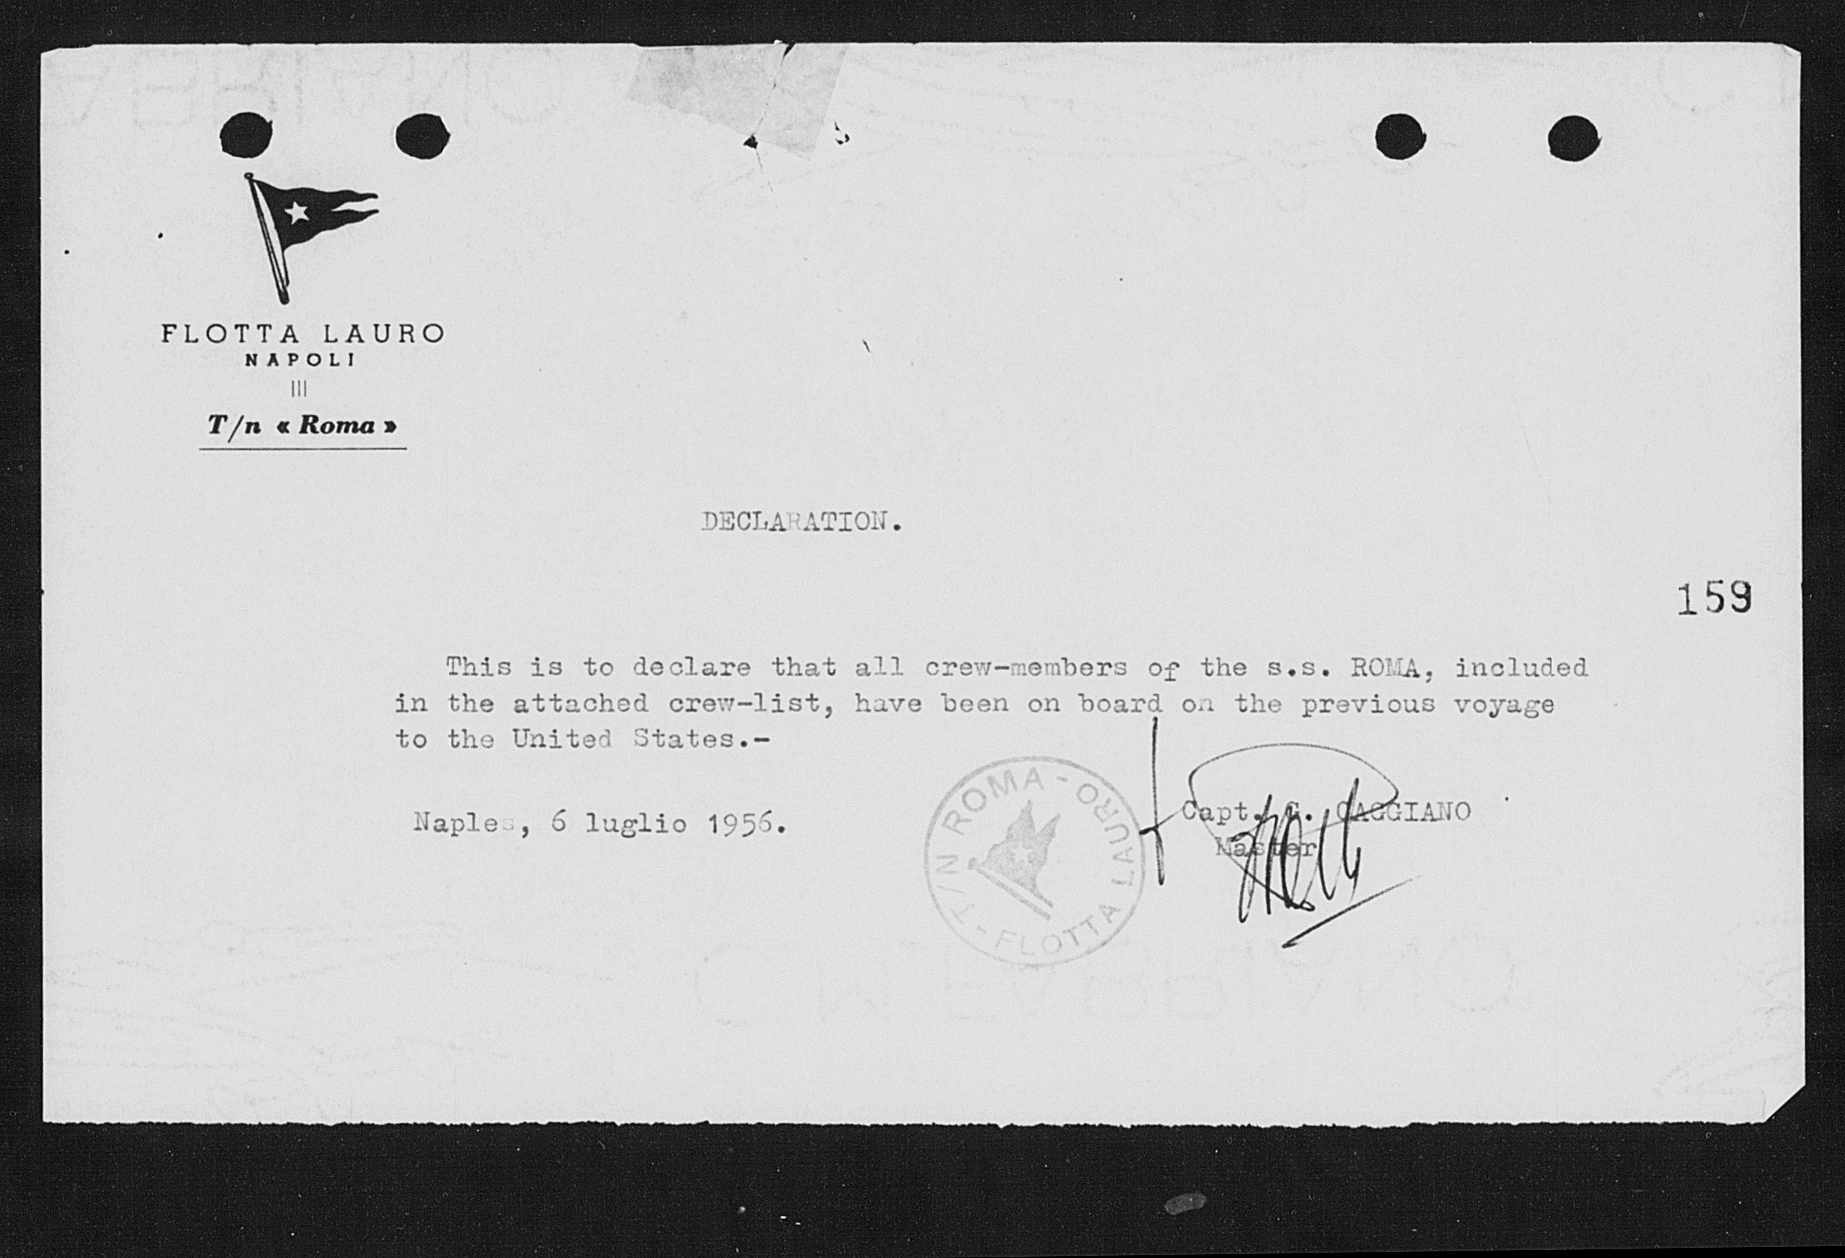 FLOTTA LAURO
NAPOLI
T/n « Roma »
DECLARATION.
159
This is to declare that all crew-members of the s.s. ROMA, included
in the attached crew-list, have been on board on the previous voyage
to the United States.-
Naples, 6 luglio 1956.
T/N ROMA - FLOTTA LAURO
Capt. G. CAGGIANO
Master